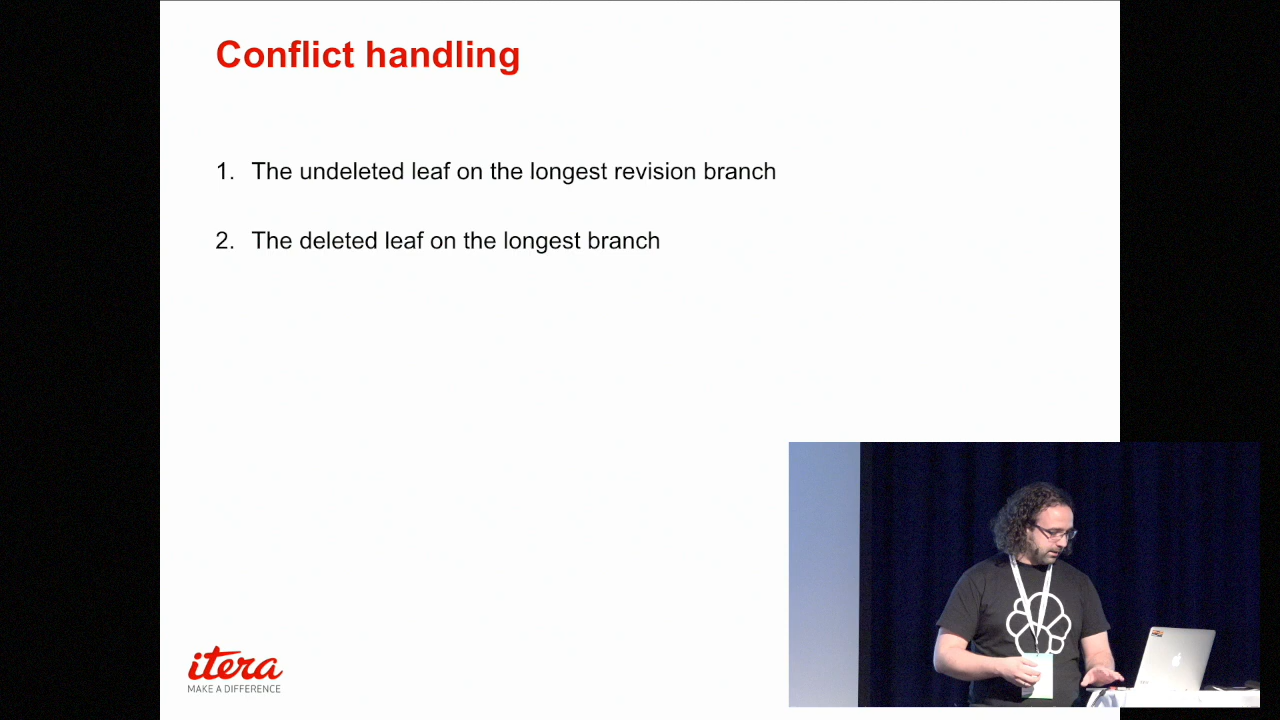 Conflict handling
1. The undeleted leaf on the longest revision branch
2. The deleted leaf on the longest branch
itera
MAKE A DIFFERENCE